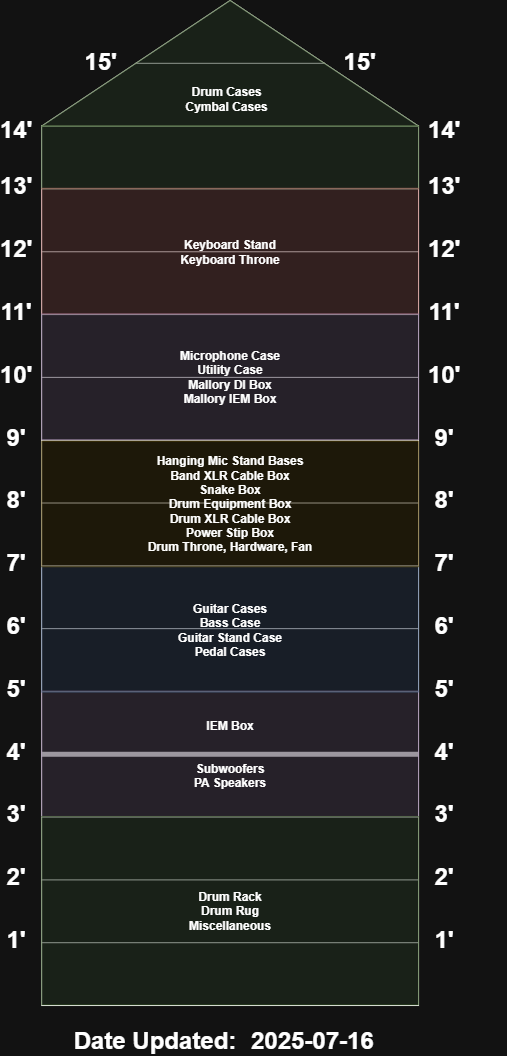 15' 15'
Drum Cases
Cymbal Cases
14' 14'
13' 13'
Keyboard Stand
12' 12'
Keyboard Throne
11' 11'
Microphone Case
Utility Case
10' 10'
Mallory DI Box
Mallory IEM Box
9' 9'
Hanging Mic Stand Bases
Band XLR Cable Box
Snake Box
8' 8'
Drum Equipment Box
Drum XLR Cable Box
Power Stip Box
Drum Throne, Hardware, Fan
7' 7'
Guitar Cases
Bass Case
6' 6'
Guitar Stand Case
Pedal Cases
5' 5'
IEM Box
4' 4'
Subwoofers
PA Speakers
3' 3'
2' 2'
Drum Rack
Drum Rug
Miscellaneous
1' 1'
Date Updated: 2025-07-16